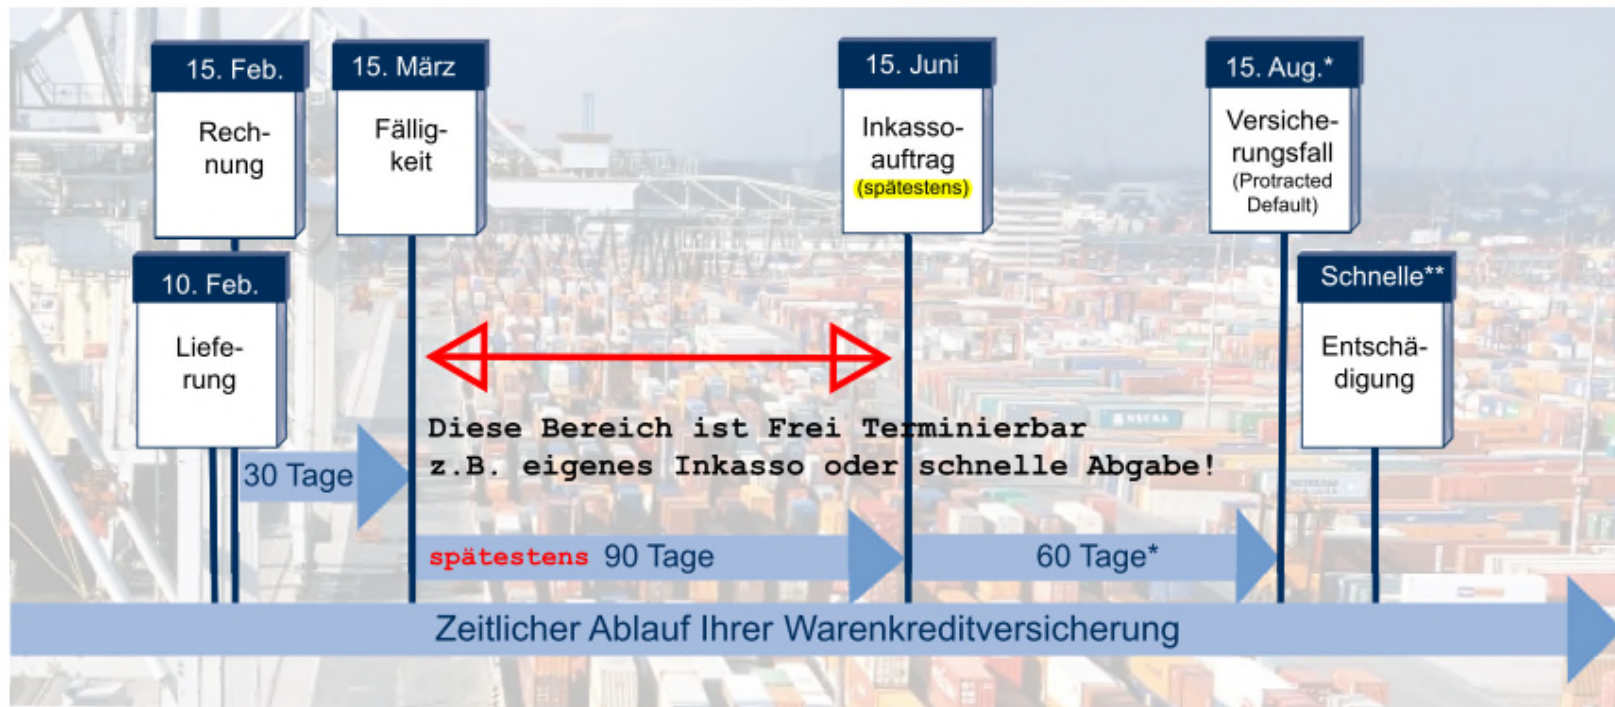 15. Feb.
Rech-
nung
15. März
Fällig-
keit
15. Juni
Inkasso-
auftrag
(spätestens)
15. Aug.*
Versiche-
rungsfall
(Protracted
Default)
10. Feb.
Liefe-
rung
Schnelle**
Entschä-
digung
Diese Bereich ist Frei Terminierbar
z.B. eigenes Inkasso oder schnelle Abgabe!
30 Tage
spätestens 90 Tage
60 Tage*
Zeitlicher Ablauf Ihrer Warenkreditversicherung